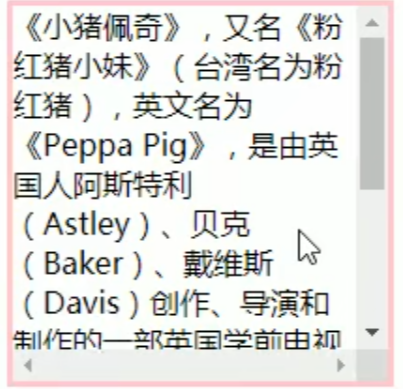 《小猪佩奇》，又名《粉
红猪小妹》（台湾名为粉
红猪），英文名为
《Peppa Pig》，是由英
国人阿斯特利
（Astley）、贝克
（Baker）、戴维斯
（Davis）创作、导演和
制作的一部英国学前电视